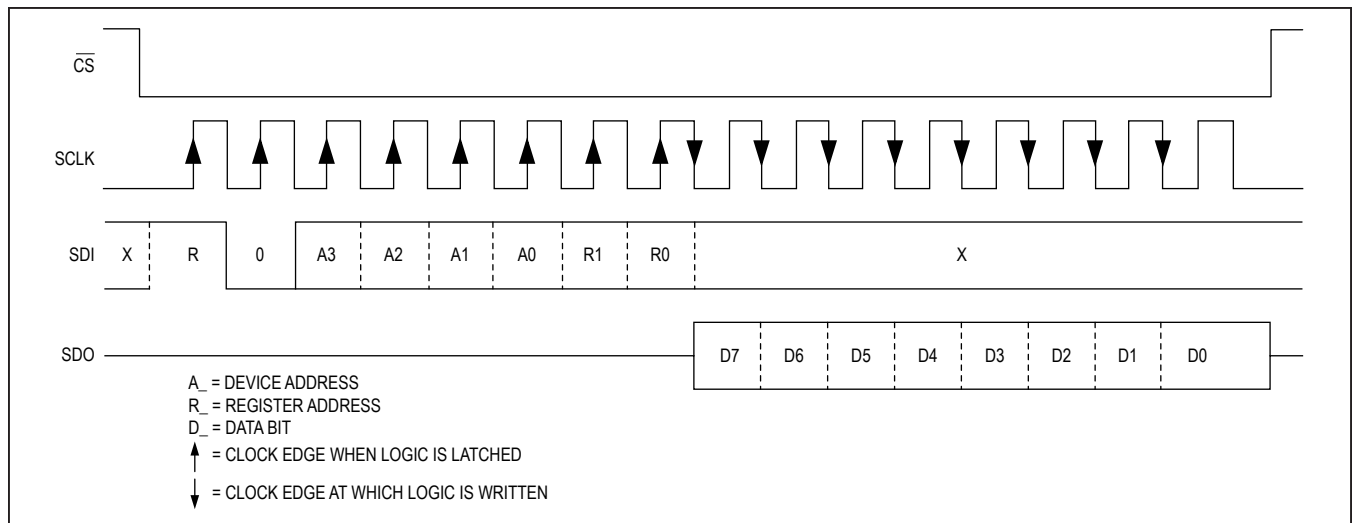 C̅S̅
SCLK
SDI X R 0 A3 A2 A1 A0 R1 R0 X
SDO D7 D6 D5 D4 D3 D2 D1 D0
A_ = DEVICE ADDRESS
R_ = REGISTER ADDRESS
D_ = DATA BIT
= CLOCK EDGE WHEN LOGIC IS LATCHED
= CLOCK EDGE AT WHICH LOGIC IS WRITTEN